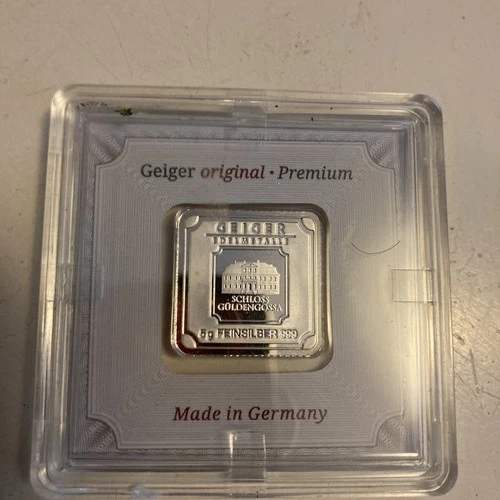 Geiger original • Premium
GEIGER
EDELMETALLE
SCHLOSS
GÜLDENGOSSA
5g FEINSILBER 999
Made in Germany